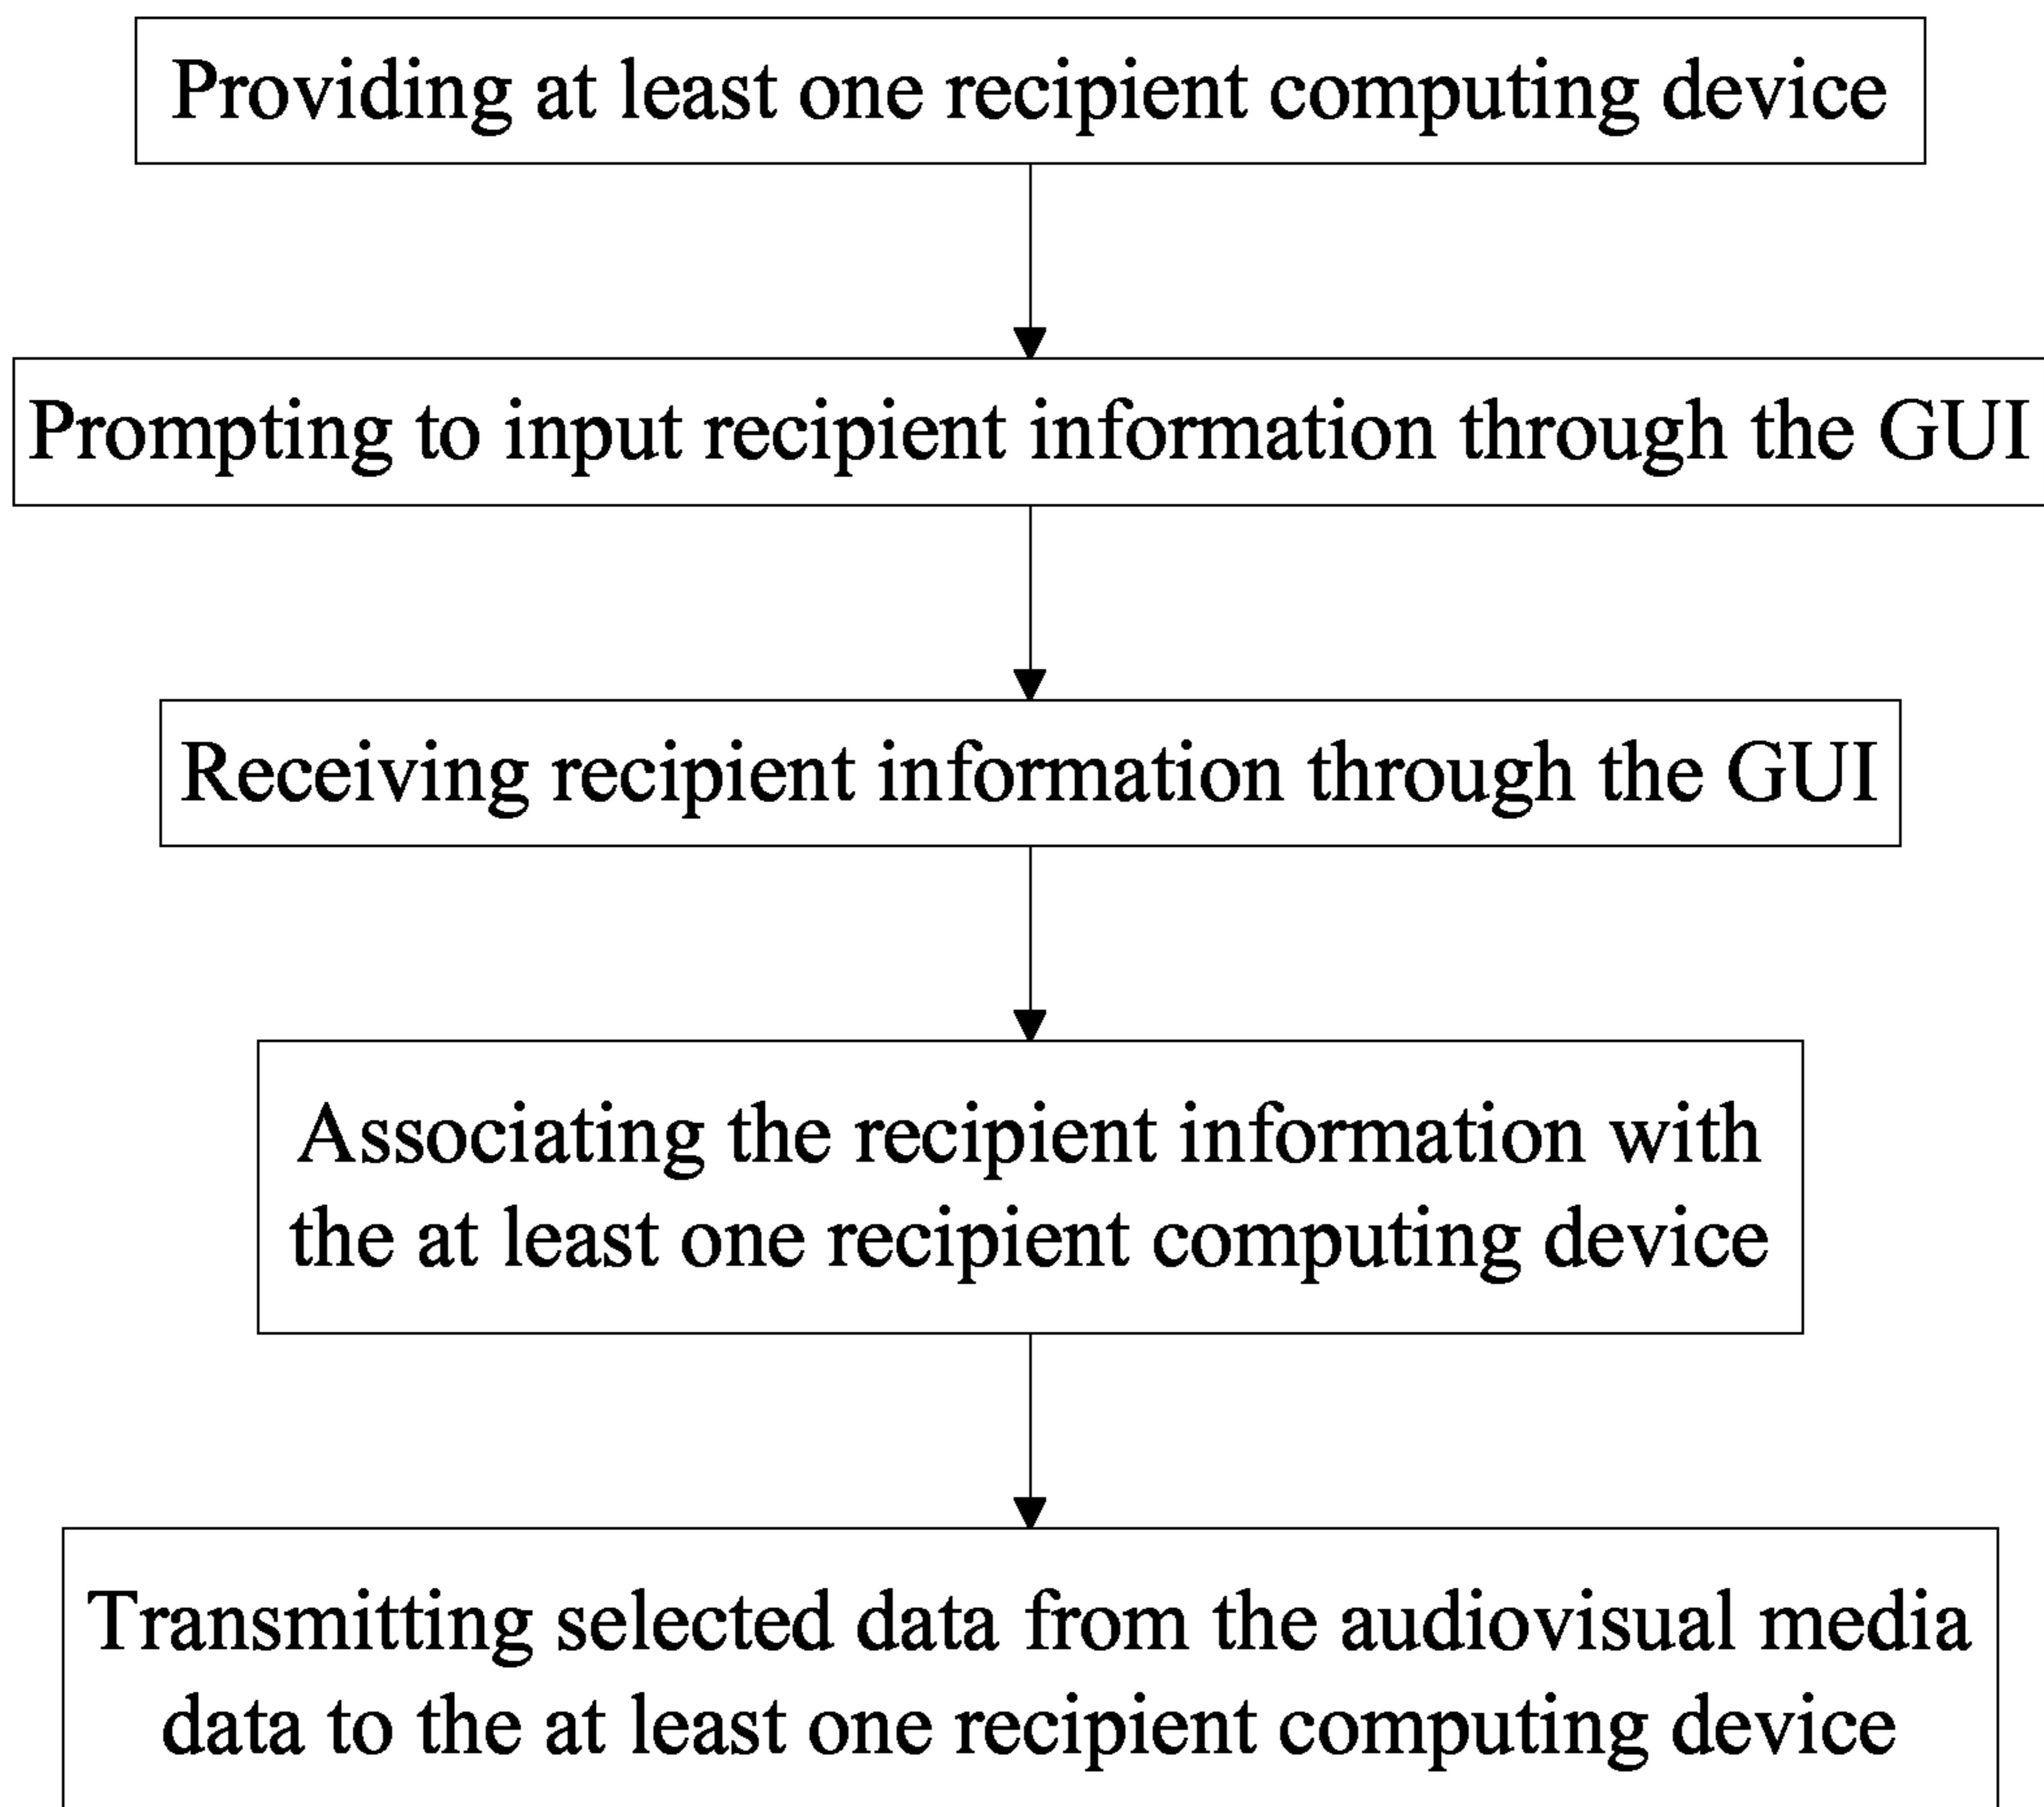 Providing at least one recipient computing device
Prompting to input recipient information through the GUI
Receiving recipient information through the GUI
Associating the recipient information with
the at least one recipient computing device
Transmitting selected data from the audiovisual media
data to the at least one recipient computing device